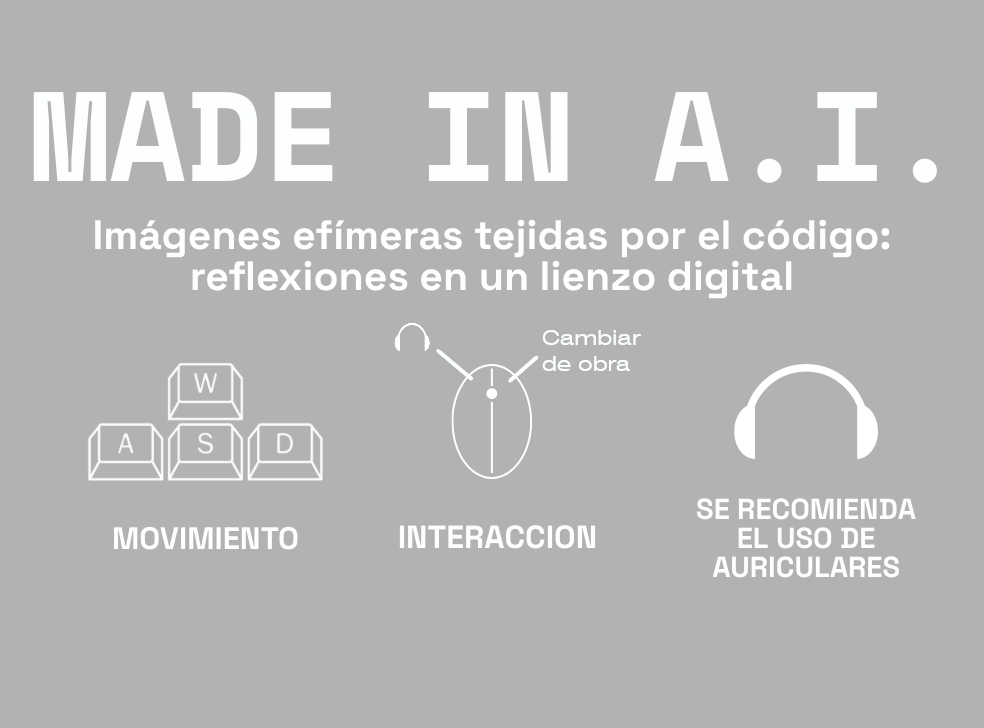 MADE IN A.I.
Imágenes efímeras tejidas por el código:
reflexiones en un lienzo digital
Cambiar
de obra
W
A S D
MOVIMIENTO
INTERACCION
SE RECOMIENDA
EL USO DE
AURICULARES